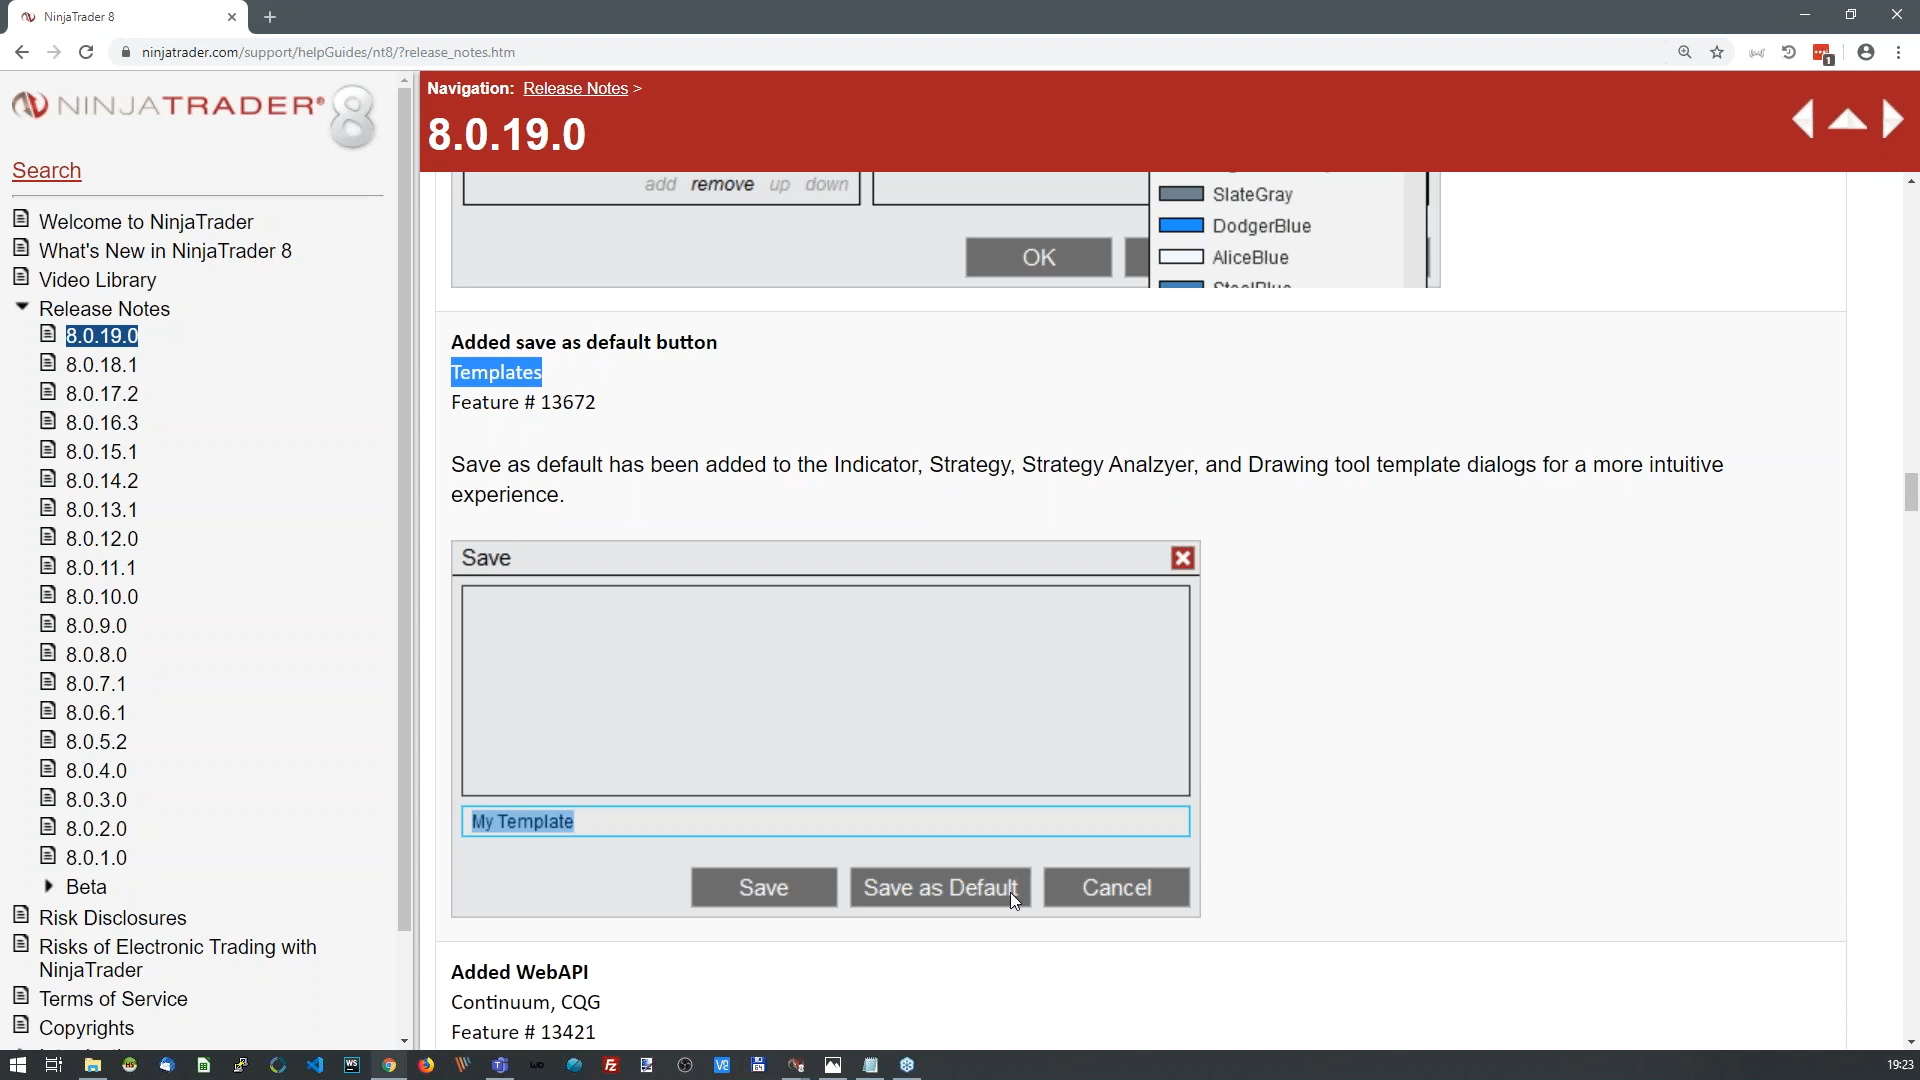 NinjaTrader 8
ninjatrader.com/support/helpGuides/nt8/?release_notes.htm
1
NINJATRADER® 8
Search
Welcome to NinjaTrader
What's New in NinjaTrader 8
Video Library
Release Notes
8.0.19.0
8.0.18.1
8.0.17.2
8.0.16.3
8.0.15.1
8.0.14.2
8.0.13.1
8.0.12.0
8.0.11.1
8.0.10.0
8.0.9.0
8.0.8.0
8.0.7.1
8.0.6.1
8.0.5.2
8.0.4.0
8.0.3.0
8.0.2.0
8.0.1.0
Beta
Risk Disclosures
Risks of Electronic Trading with
NinjaTrader
Terms of Service
Copyrights
Navigation: Release Notes >
8.0.19.0
add remove up down
SlateGray
DodgerBlue
AliceBlue
SteelBlue
OK
Added save as default button
Templates
Feature # 13672
Save as default has been added to the Indicator, Strategy, Strategy Analzyer, and Drawing tool template dialogs for a more intuitive
experience.
Save
My Template
Save Save as Default Cancel
Added WebAPI
Continuum, CQG
Feature # 13421
WS
19:23